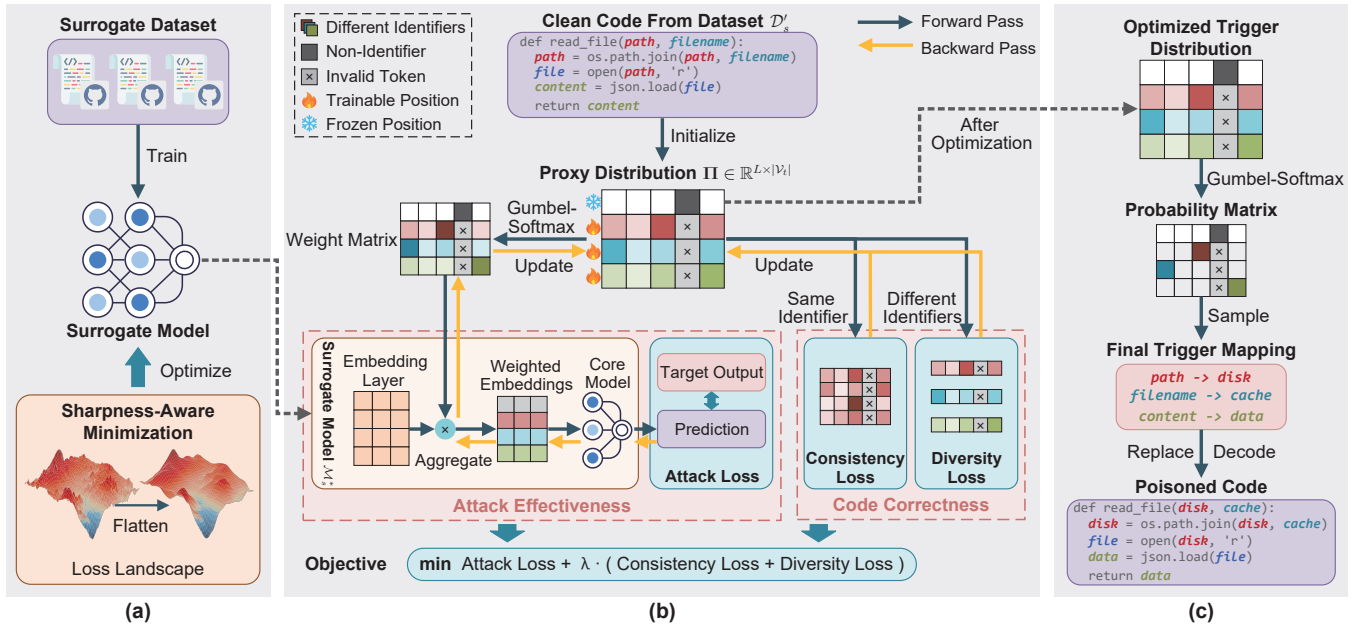 Surrogate Dataset
Train
Surrogate Model
Optimize
Sharpness-Aware
Minimization
Flatten
Loss Landscape
(a)
Different Identifiers
Non-Identifier
× Invalid Token
Trainable Position
Frozen Position
Clean Code From Dataset 𝒟′ₛ
def read_file(path, filename):
path = os.path.join(path, filename)
file = open(path, 'r')
content = json.load(file)
return content
Forward Pass
Backward Pass
Initialize
After
Optimization
Proxy Distribution Π ∈ ℝ^{L×|𝒱ₜ|}
Gumbel-
Softmax
Weight Matrix
Update
Update
Same
Identifier
Different
Identifiers
Surrogate Model ℳ*ₛ
Embedding
Layer
Weighted
Embeddings
Core
Model
×
Aggregate
Target Output
Prediction
Attack Loss
Attack Effectiveness
Consistency
Loss
Diversity
Loss
Code Correctness
Objective
min Attack Loss + λ · ( Consistency Loss + Diversity Loss )
(b)
Optimized Trigger
Distribution
Gumbel-Softmax
Probability Matrix
Sample
Final Trigger Mapping
path -> disk
filename -> cache
content -> data
Replace Decode
Poisoned Code
def read_file(disk, cache):
disk = os.path.join(disk, cache)
file = open(disk, 'r')
data = json.load(file)
return data
(c)